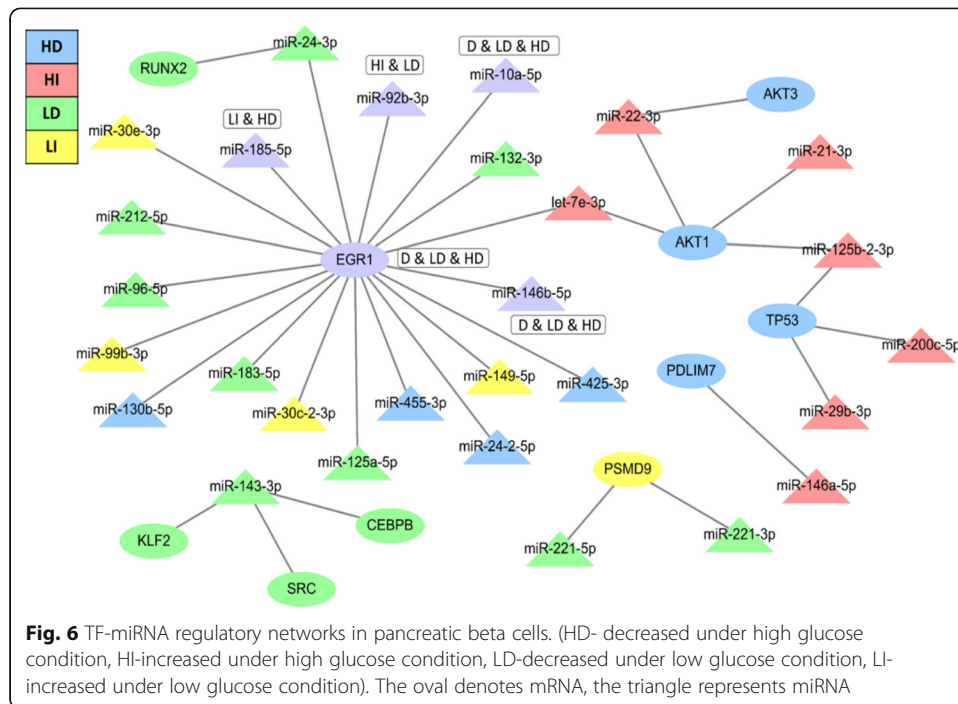 HD
HI
LD
LI
RUNX2
miR-24-3p
HI & LD
miR-92b-3p
D & LD & HD
miR-10a-5p
AKT3
miR-22-3p
miR-30e-3p
LI & HD
miR-185-5p
miR-132-3p
miR-21-3p
let-7e-3p
miR-212-5p
AKT1
miR-125b-2-3p
EGR1
D & LD & HD
miR-96-5p
miR-146b-5p
D & LD & HD
TP53
miR-200c-5p
miR-99b-3p
miR-183-5p
miR-149-5p
PDLIM7
miR-130b-5p
miR-30c-2-3p
miR-455-3p
miR-425-3p
miR-29b-3p
miR-24-2-5p
miR-125a-5p
PSMD9
miR-146a-5p
miR-143-3p
KLF2
CEBPB
SRC
miR-221-5p
miR-221-3p
Fig. 6 TF-miRNA regulatory networks in pancreatic beta cells. (HD- decreased under high glucose
condition, HI-increased under high glucose condition, LD-decreased under low glucose condition, LI-
increased under low glucose condition). The oval denotes mRNA, the triangle represents miRNA